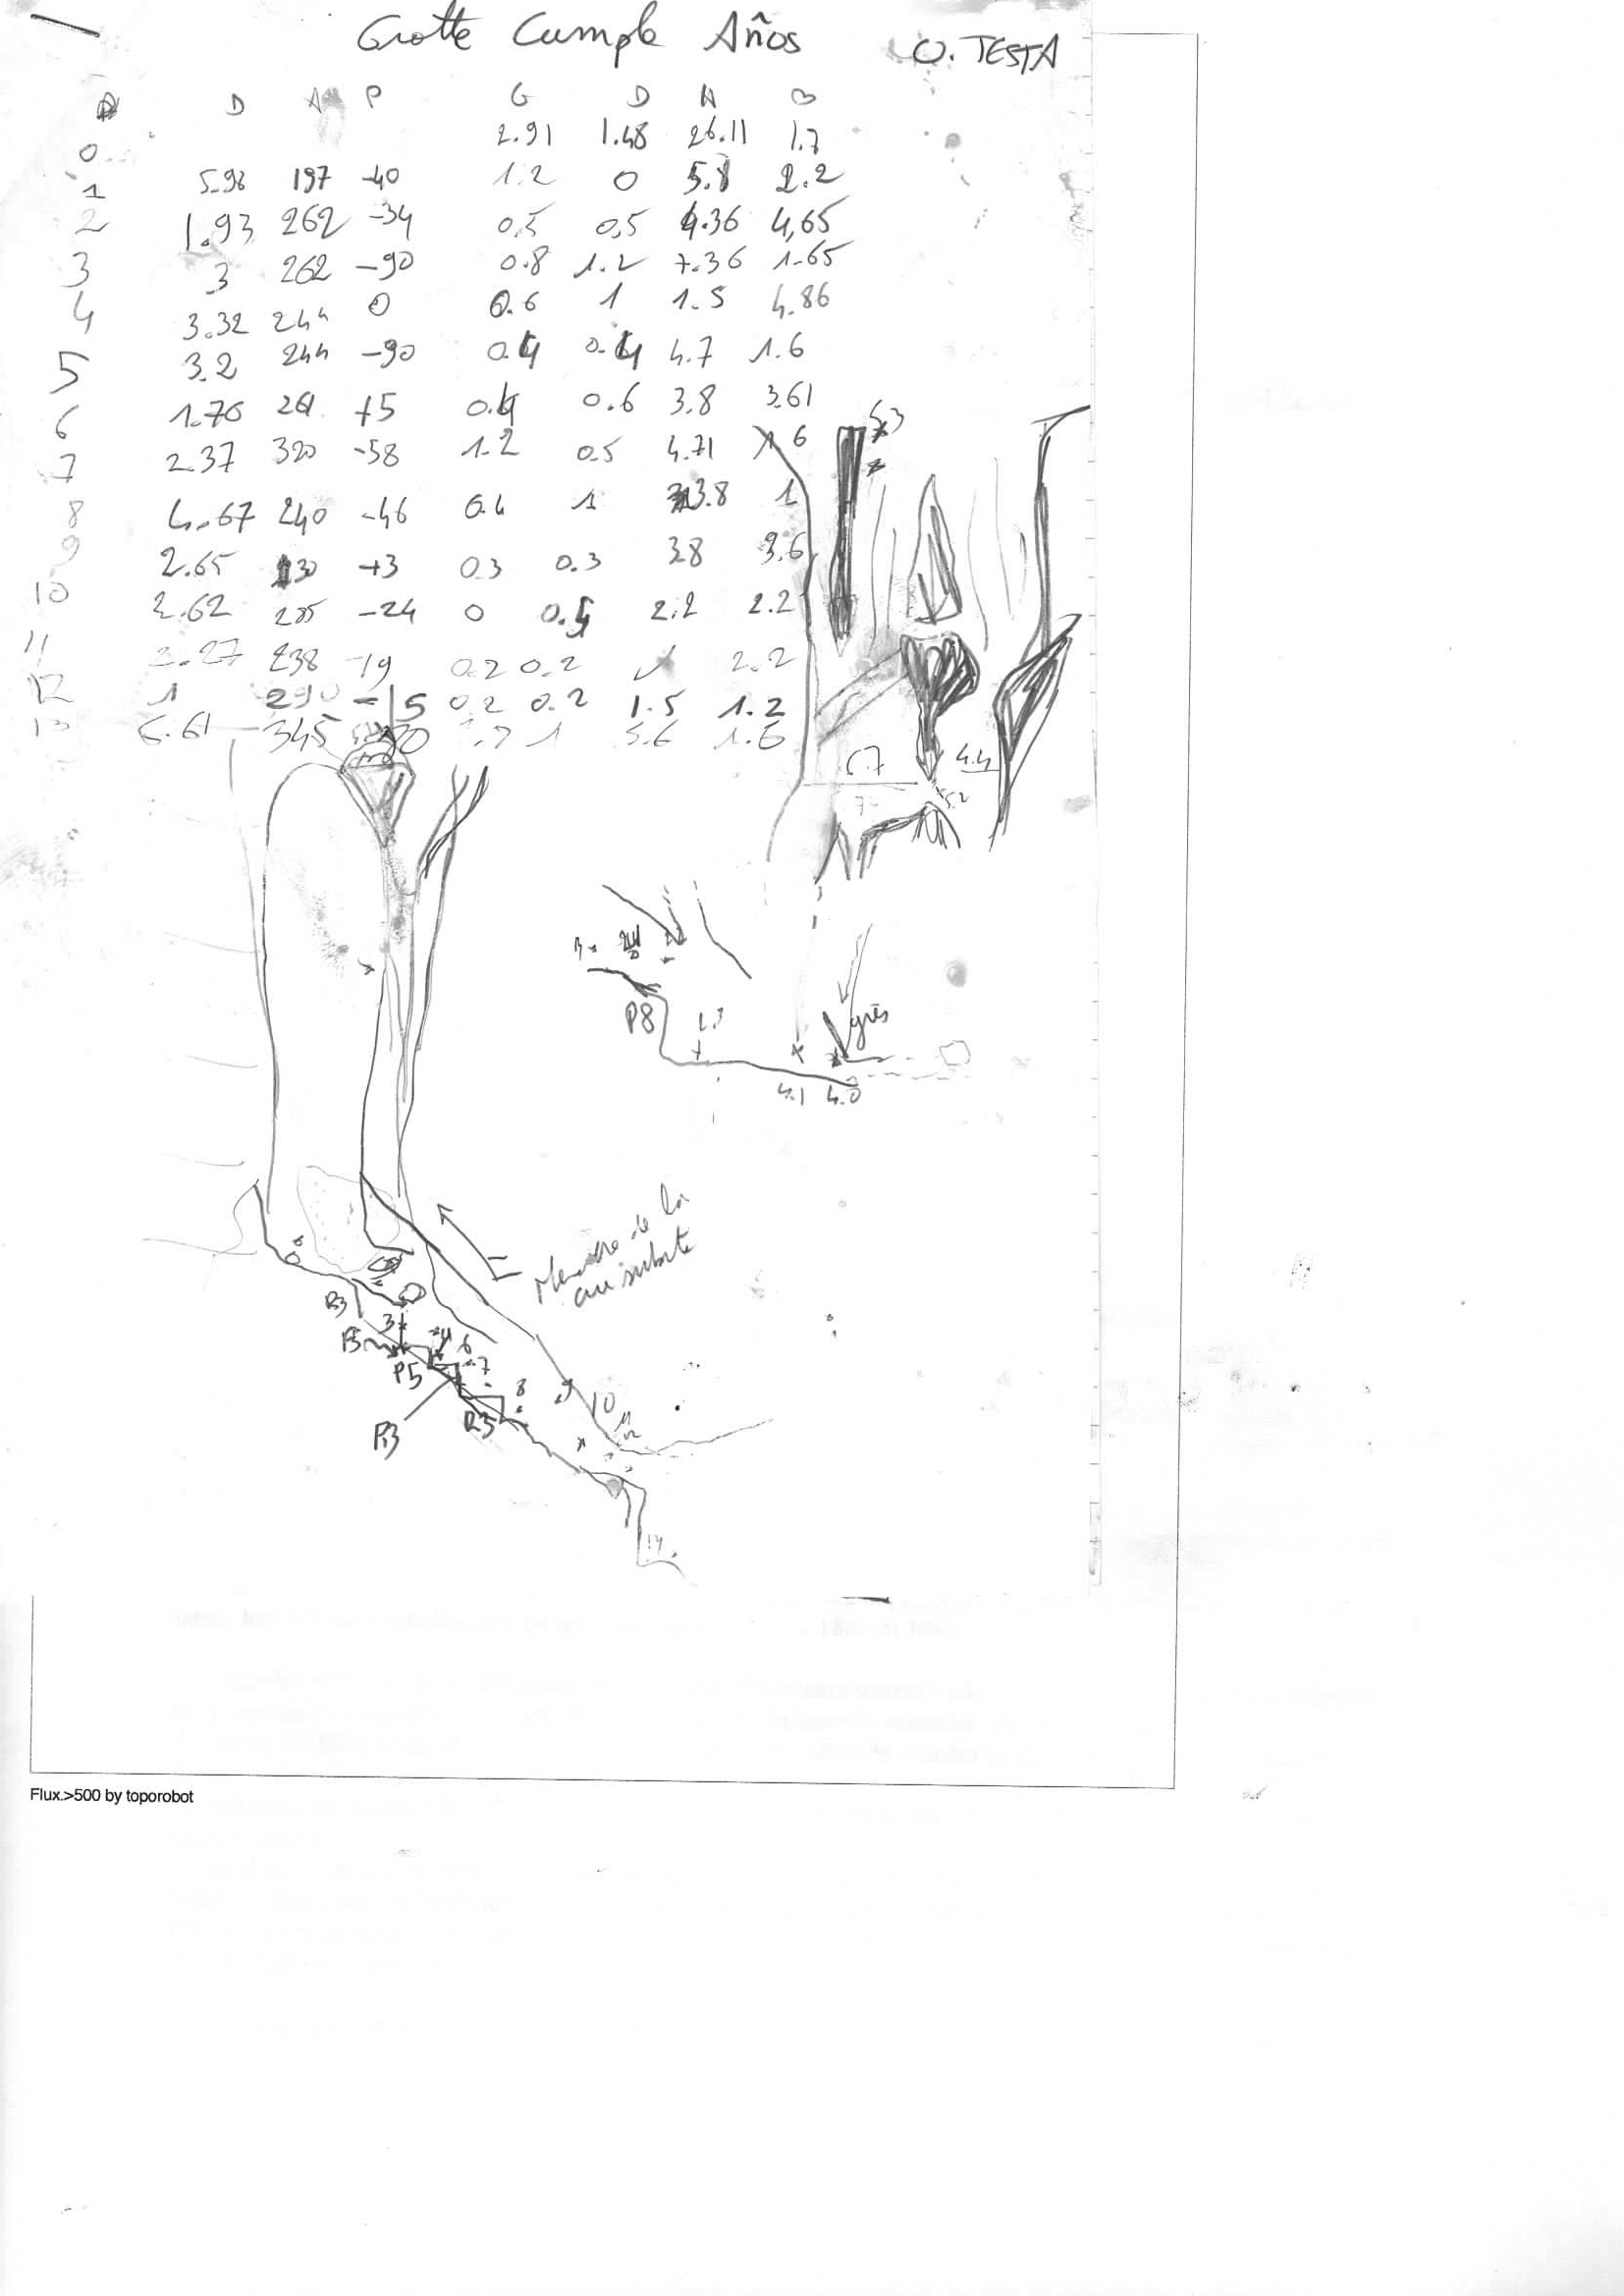 Grotte Cumple Años O. TESTA
D A P G D H B
0 2.91 1.48 26.11 1.7
1 5.98 197 -40 1.2 0 5.8 2.2
2 1.93 262 -34 0,5 0,5 4.36 4,65
3 3 262 -90 0.8 1.2 7.36 1.65
4 3.32 244 0 0.6 1 1.5 4.86
5 3.2 244 -90 0.4 0.4 4.7 1.6
6 1.76 261 +5 0.4 0.6 3.8 3.61
7 2.37 320 -58 1.2 0.5 4.71 1.6
8 4.67 240 -46 0.4 1 3.8 1
9 2.65 130 +3 0.3 0.3 3.8 3.6
10 2.62 285 -24 0 0.5 2.2 2.2
11 2.27 238 -19 0.2 0.2 1 2.2
12 1 290 -15 0.2 0.2 1.5 1.2
13 6.61 345 1 5.6 1.6
5.3
6.7 4.4
7 5.2
P8
1.3
grès
4.1 4.0
Méandre de la
cui subite
R3
3 4 6
P3
P5 7
8 9 10
R3
P3
11
12
14
Flux.>500 by toporobot